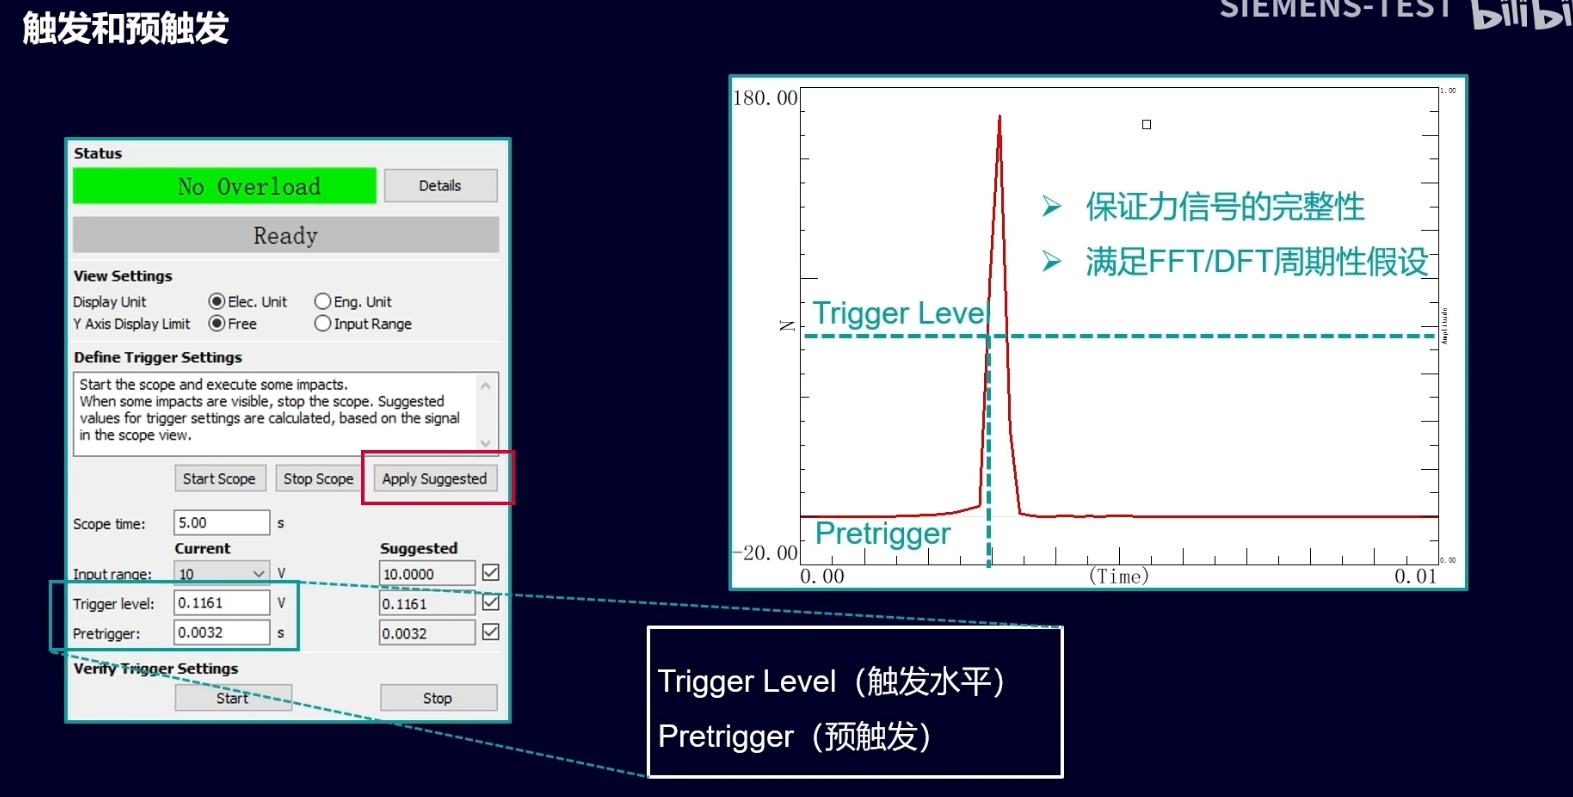 触发和预触发
SIEMENS-TEST
Status
No Overload
Details
Ready
View Settings
Display Unit Elec. Unit Eng. Unit
Y Axis Display Limit Free Input Range
Define Trigger Settings
Start the scope and execute some impacts.
When some impacts are visible, stop the scope. Suggested
values for trigger settings are calculated, based on the signal
in the scope view.
Start Scope Stop Scope Apply Suggested
Scope time: 5.00 s
Current Suggested
Input range: 10 V 10.0000
Trigger level: 0.1161 V 0.1161
Pretrigger: 0.0032 s 0.0032
Verify Trigger Settings
Start Stop
180.00
1.00
➢ 保证力信号的完整性
➢ 满足FFT/DFT周期性假设
Trigger Level
N
Amplitude
Pretrigger
-20.00
0.00
0.00 (Time) 0.01
Trigger Level（触发水平）
Pretrigger（预触发）